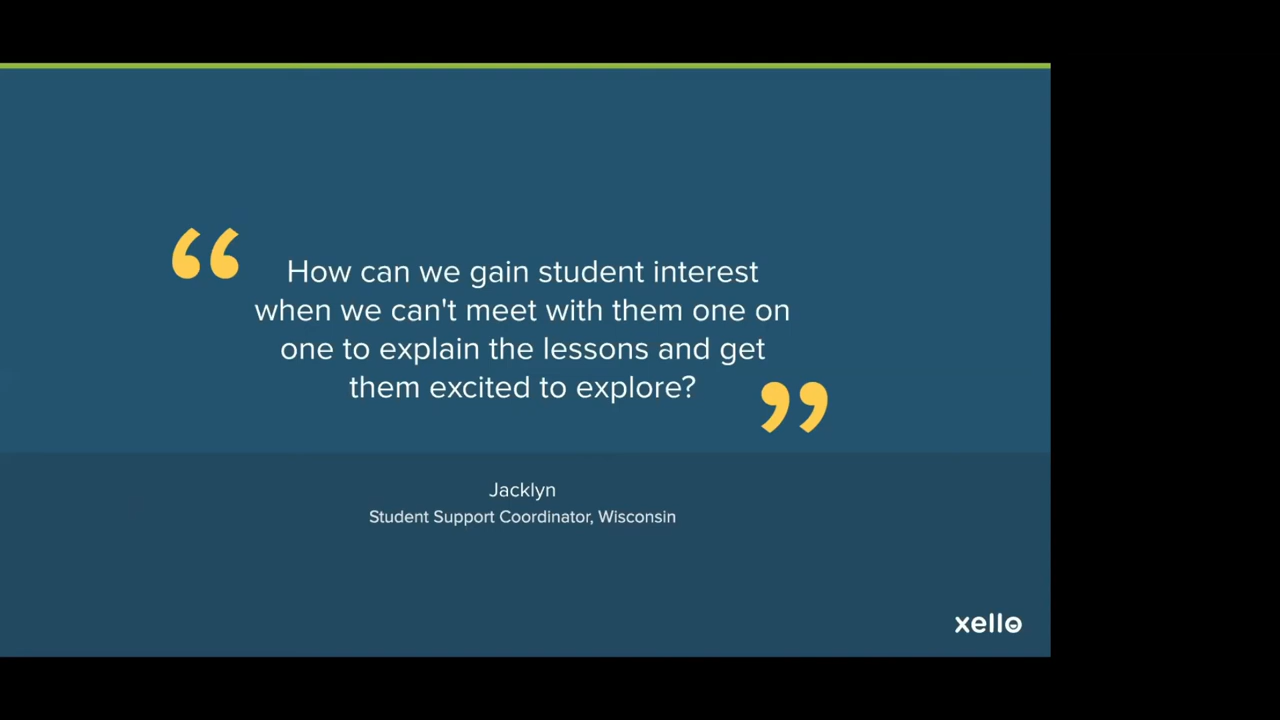 “ How can we gain student interest
when we can't meet with them one on
one to explain the lessons and get
them excited to explore? ”
Jacklyn
Student Support Coordinator, Wisconsin
xello